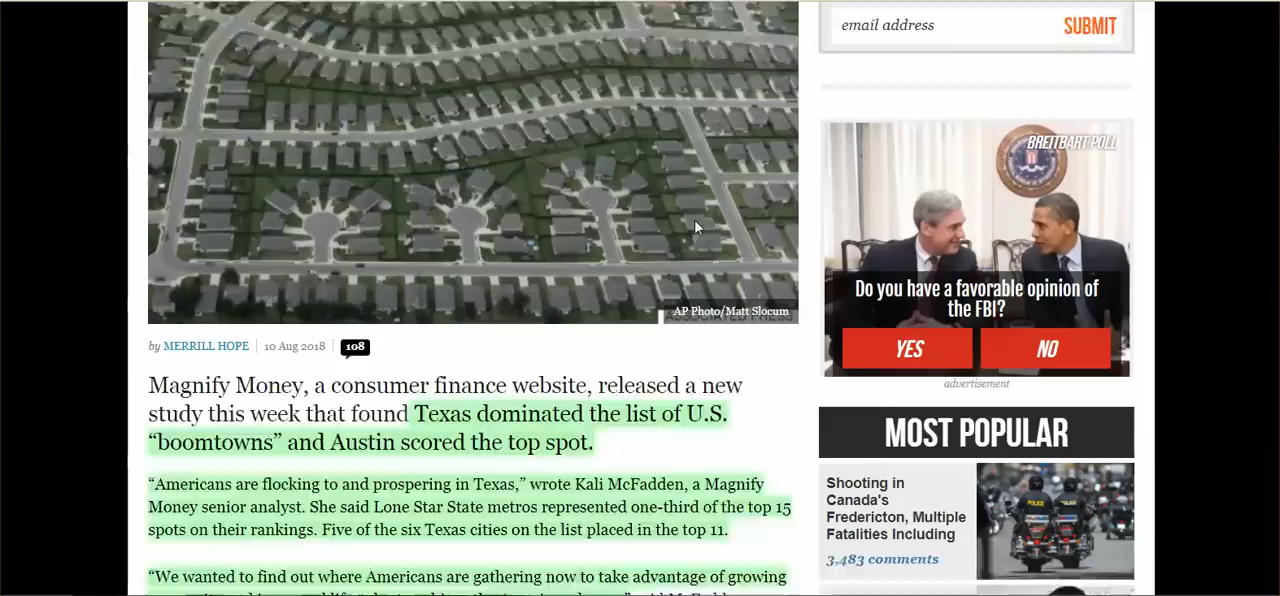 email address
SUBMIT
BREITBART POLL
Do you have a favorable opinion of
the FBI?
YES
NO
advertisement
AP Photo/Matt Slocum
by MERRILL HOPE
10 Aug 2018
108
Magnify Money, a consumer finance website, released a new
study this week that found Texas dominated the list of U.S.
“boomtowns” and Austin scored the top spot.
“Americans are flocking to and prospering in Texas,” wrote Kali McFadden, a Magnify
Money senior analyst. She said Lone Star State metros represented one-third of the top 15
spots on their rankings. Five of the six Texas cities on the list placed in the top 11.
“We wanted to find out where Americans are gathering now to take advantage of growing
MOST POPULAR
Shooting in
Canada's
Fredericton, Multiple
Fatalities Including
3,483 comments
POLICE
POLICE